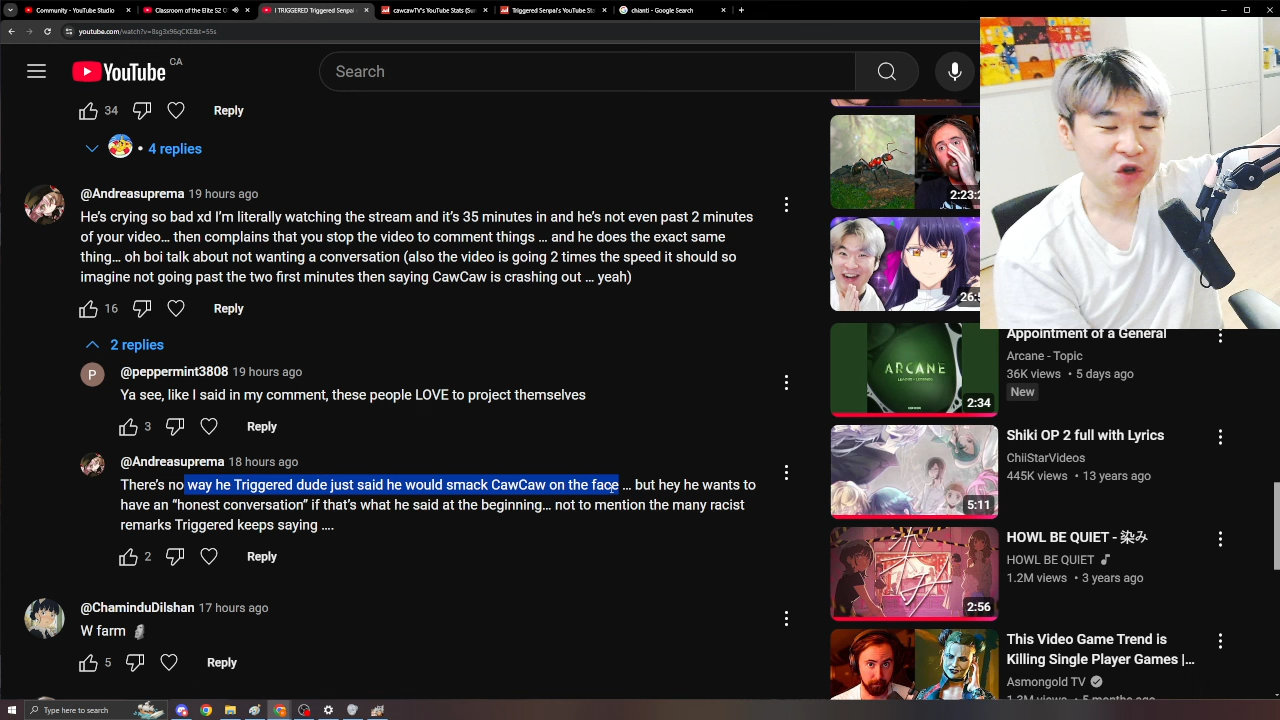 Community - YouTube Studio
Classroom of the Elite S2 C
I TRIGGERED Triggered Senpai
cawcawTV's YouTube Stats (Su
Triggered Senpai's YouTube St
chianti - Google Search
youtube.com/watch?v=8sg3x96qCKE&t=55s
YouTube CA
Search
34
Reply
• 4 replies
@Andreasuprema 19 hours ago
He's crying so bad xd I'm literally watching the stream and it's 35 minutes in and he's not even past 2 minutes
of your video… then complains that you stop the video to comment things … and he does the exact same
thing… oh boi talk about not wanting a conversation (also the video is going 2 times the speed it should so
imagine not going past the two first minutes then saying CawCaw is crashing out … yeah)
16
Reply
2 replies
P
@peppermint3808 19 hours ago
Ya see, like I said in my comment, these people LOVE to project themselves
3
Reply
@Andreasuprema 18 hours ago
There's no way he Triggered dude just said he would smack CawCaw on the face … but hey he wants to
have an “honest conversation” if that's what he said at the beginning… not to mention the many racist
remarks Triggered keeps saying ….
2
Reply
@ChaminduDilshan 17 hours ago
W farm 🗿
5
Reply
2:23:2
26:5
Appointment of a General
Arcane - Topic
36K views • 5 days ago
New
ARCANE
2:34
Shiki OP 2 full with Lyrics
ChiiStarVideos
445K views • 13 years ago
5:11
HOWL BE QUIET - 染み
HOWL BE QUIET
1.2M views • 3 years ago
2:56
This Video Game Trend is
Killing Single Player Games |...
Asmongold TV
1.3M views • 5 months ago
Type here to search